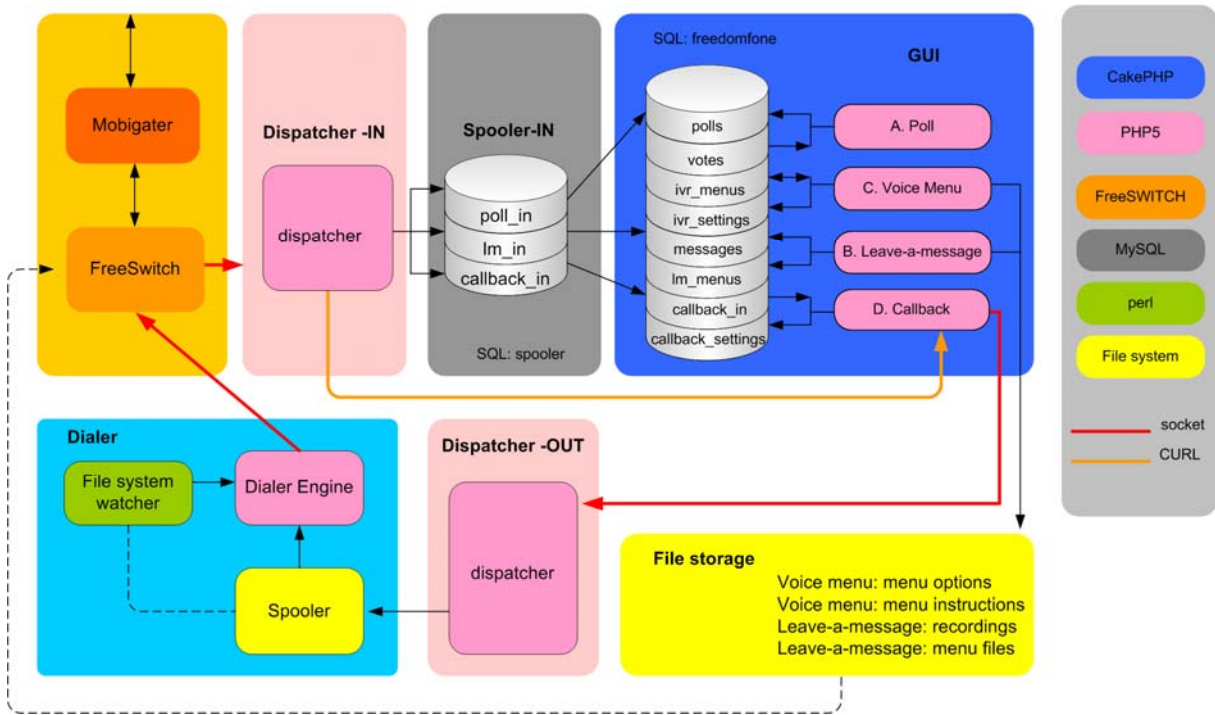 Mobigater
FreeSwitch
Dispatcher -IN
dispatcher
Spooler-IN
poll_in
lm_in
callback_in
SQL: spooler
SQL: freedomfone
GUI
polls
votes
ivr_menus
ivr_settings
messages
lm_menus
callback_in
callback_settings
A. Poll
C. Voice Menu
B. Leave-a-message
D. Callback
CakePHP
PHP5
FreeSWITCH
MySQL
perl
File system
socket
CURL
Dialer
File system
watcher
Dialer Engine
Spooler
Dispatcher -OUT
dispatcher
File storage
Voice menu: menu options
Voice menu: menu instructions
Leave-a-message: recordings
Leave-a-message: menu files